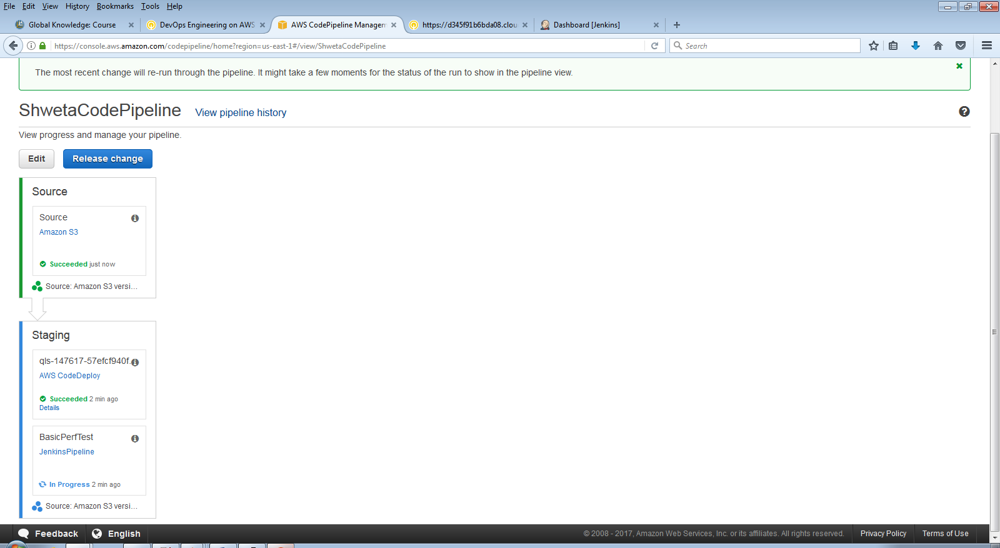 File Edit View History Bookmarks Tools Help
Global Knowledge: Course
DevOps Engineering on AWS
AWS CodePipeline Managem
https://d345f91b6bda08.clou
Dashboard [Jenkins]
https://console.aws.amazon.com/codepipeline/home?region=us-east-1#/view/ShwetaCodePipeline
Search
The most recent change will re-run through the pipeline. It might take a few moments for the status of the run to show in the pipeline view.
ShwetaCodePipeline View pipeline history
View progress and manage your pipeline.
Edit Release change
Source
Source
Amazon S3
Succeeded just now
Source: Amazon S3 versi...
Staging
qls-147617-57efcf940f.
AWS CodeDeploy
Succeeded 2 min ago
Details
BasicPerfTest
JenkinsPipeline
In Progress 2 min ago
Source: Amazon S3 versi...
Feedback English © 2008 - 2017, Amazon Web Services, Inc. or its affiliates. All rights reserved. Privacy Policy Terms of Use